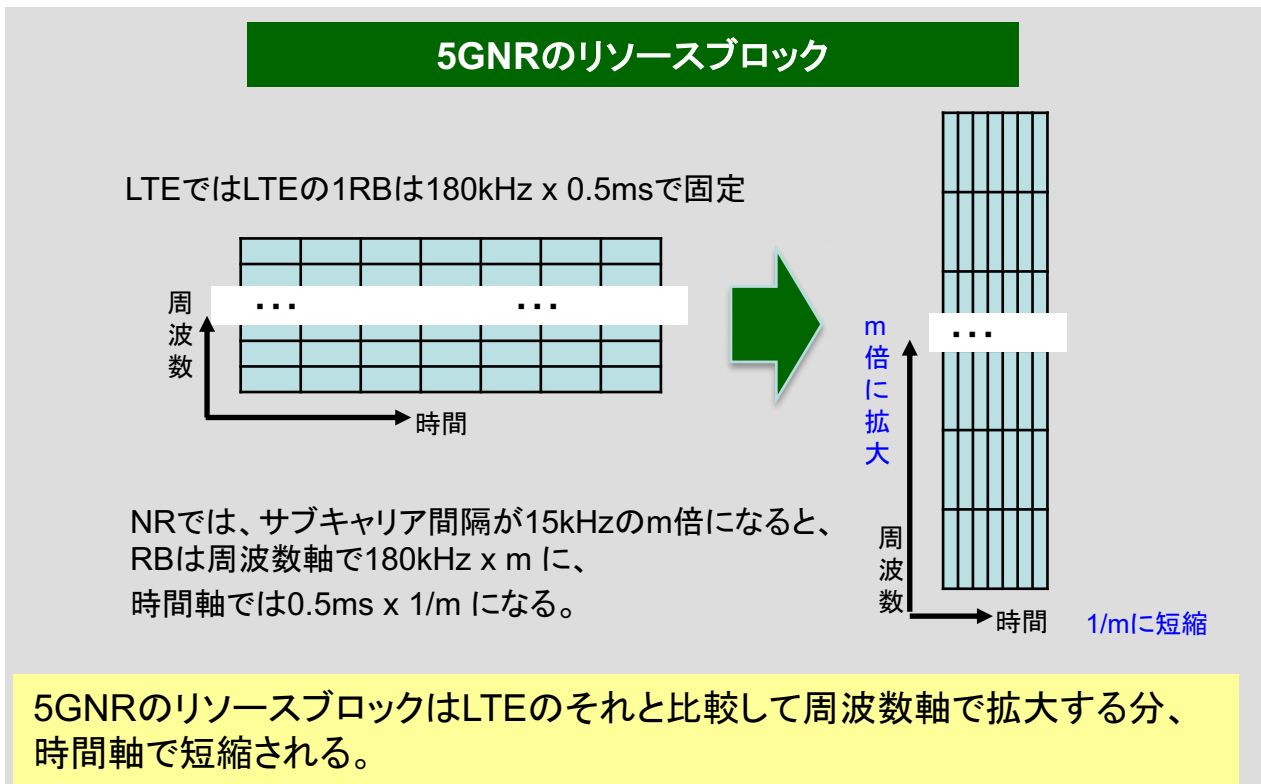 5GNRのリソースブロック
LTEではLTEの1RBは180kHz x 0.5msで固定
・・・ ・・・
周波数
時間
m倍に拡大
・・・
NRでは、サブキャリア間隔が15kHzのm倍になると、
RBは周波数軸で180kHz x m に、
時間軸では0.5ms x 1/m になる。
周波数
時間
1/mに短縮
5GNRのリソースブロックはLTEのそれと比較して周波数軸で拡大する分、
時間軸で短縮される。